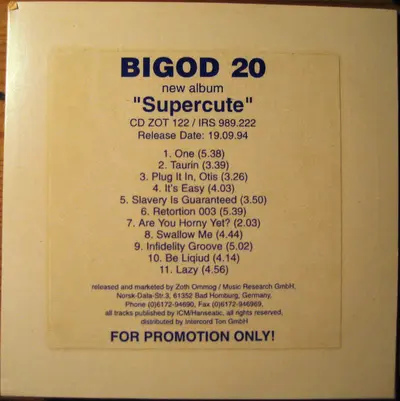 BIGOD 20
new album
"Supercute"
CD ZOT 122 / IRS 989.222
Release Date: 19.09.94
1. One (5.38)
2. Taurin (3.39)
3. Plug It In, Otis (3.26)
4. It's Easy (4.03)
5. Slavery Is Guaranteed (3.50)
6. Retortion 003 (5.39)
7. Are You Horny Yet? (2.03)
8. Swallow Me (4.44)
9. Infidelity Groove (5.02)
10. Be Liqiud (4.14)
11. Lazy (4.56)
released and marketed by Zoth Ommog / Music Research GmbH,
Norsk-Data-Str.3, 61352 Bad Homburg, Germany,
Phone (0)6172-94690, Fax (0)6172-946969,
all tracks published by ICM/Hanseatic, all rights reserved,
distributed by Intercord Ton GmbH
FOR PROMOTION ONLY!